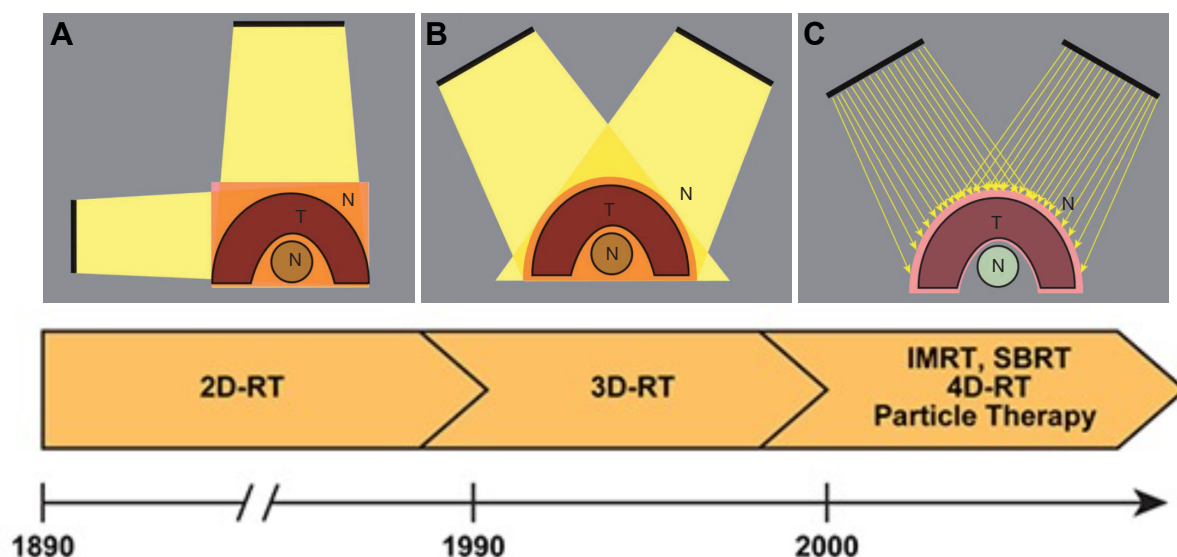 A
B
C
N
T
N
N
T
N
N
T
N
2D-RT
3D-RT
IMRT, SBRT
4D-RT
Particle Therapy
1890
1990
2000